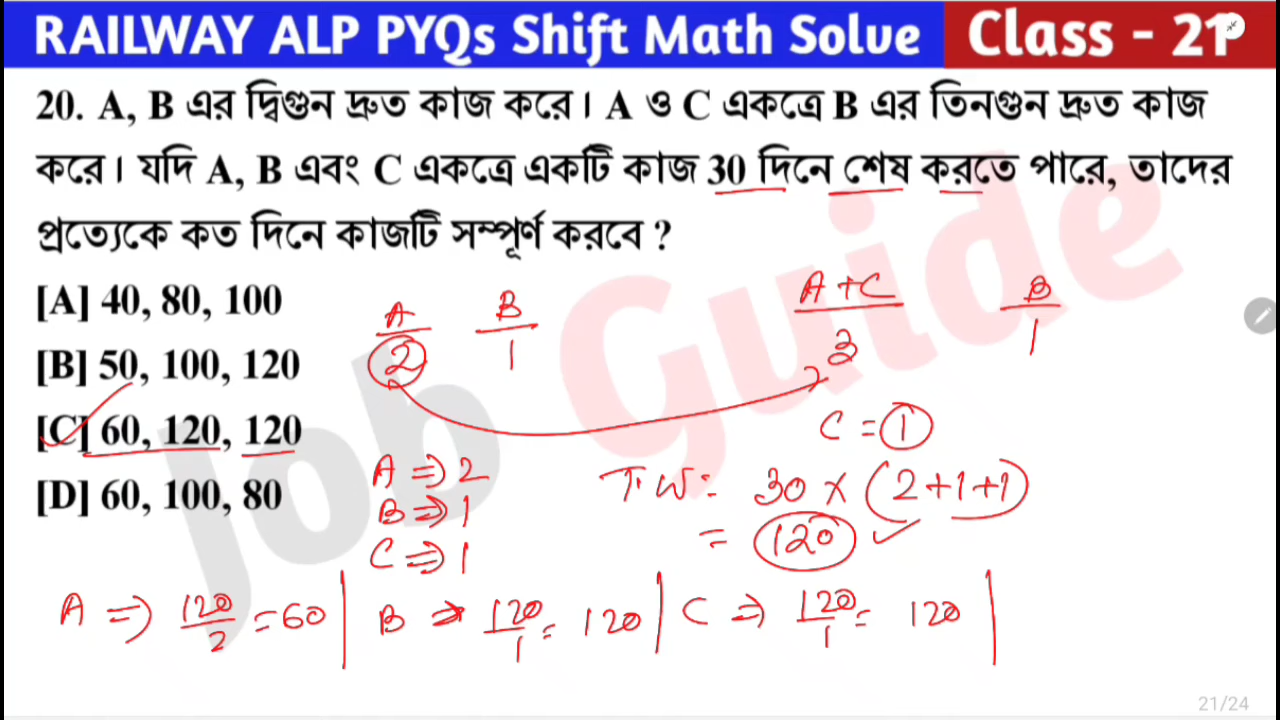 RAILWAY ALP PYQs Shift Math Solve Class - 21
20. A, B এর দ্বিগুন দ্রুত কাজ করে। A ও C একত্রে B এর তিনগুন দ্রুত কাজ
করে। যদি A, B এবং C একত্রে একটি কাজ 30 দিনে শেষ করতে পারে, তাদের
প্রত্যেকে কত দিনে কাজটি সম্পূর্ণ করবে ?
[A] 40, 80, 100
[B] 50, 100, 120
[C] 60, 120, 120
[D] 60, 100, 80
A B A+C B
2 1 3 1
C = 1
A ⇒ 2
B ⇒ 1
C ⇒ 1
T.W = 30 × (2+1+1)
= 120
A ⇒ 120/2 = 60 | B ⇒ 120/1 = 120 | C ⇒ 120/1 = 120 |
Job Guide
21/24